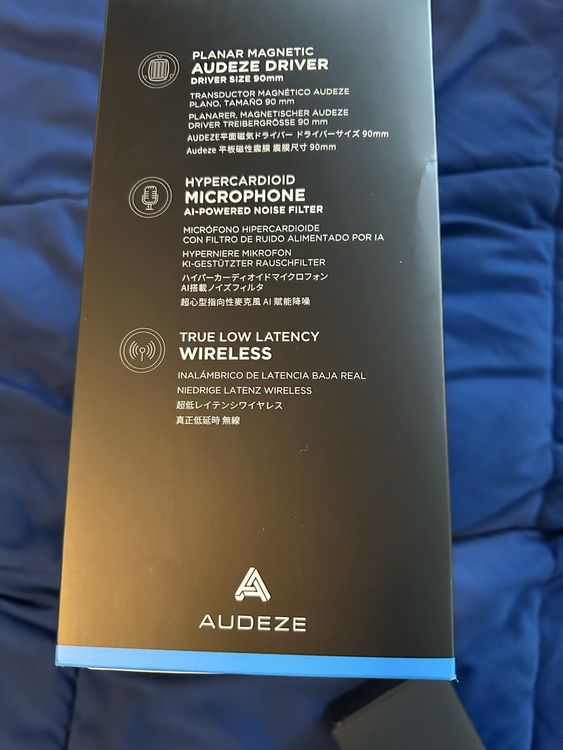 PLANAR MAGNETIC
AUDEZE DRIVER
DRIVER SIZE 90mm
TRANSDUCTOR MAGNÉTICO AUDEZE
PLANO, TAMAÑO 90 mm
PLANARER, MAGNETISCHER AUDEZE
DRIVER TREIBERGRÖSSE 90 mm
AUDEZE平面磁気ドライバー ドライバーサイズ 90mm
Audeze 平板磁性震膜 震膜尺寸 90mm
HYPERCARDIOID
MICROPHONE
AI-POWERED NOISE FILTER
MICRÓFONO HIPERCARDIOIDE
CON FILTRO DE RUIDO ALIMENTADO POR IA
HYPERNIERE MIKROFON
KI-GESTÜTZTER RAUSCHFILTER
ハイパーカーディオイドマイクロフォン
AI搭載ノイズフィルタ
超心型指向性麥克風 AI 賦能降噪
TRUE LOW LATENCY
WIRELESS
INALÁMBRICO DE LATENCIA BAJA REAL
NIEDRIGE LATENZ WIRELESS
超低レイテンシワイヤレス
真正低延時 無線
AUDEZE